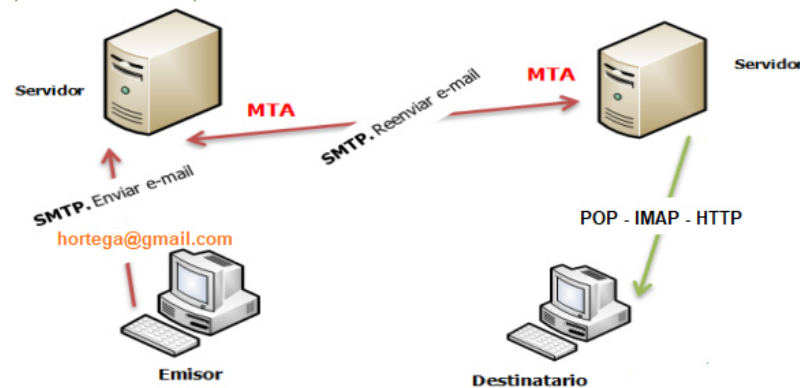 Servidor
MTA
SMTP. Reenviar e-mail
MTA
Servidor
SMTP. Enviar e-mail
hortega@gmail.com
POP - IMAP - HTTP
Emisor
Destinatario